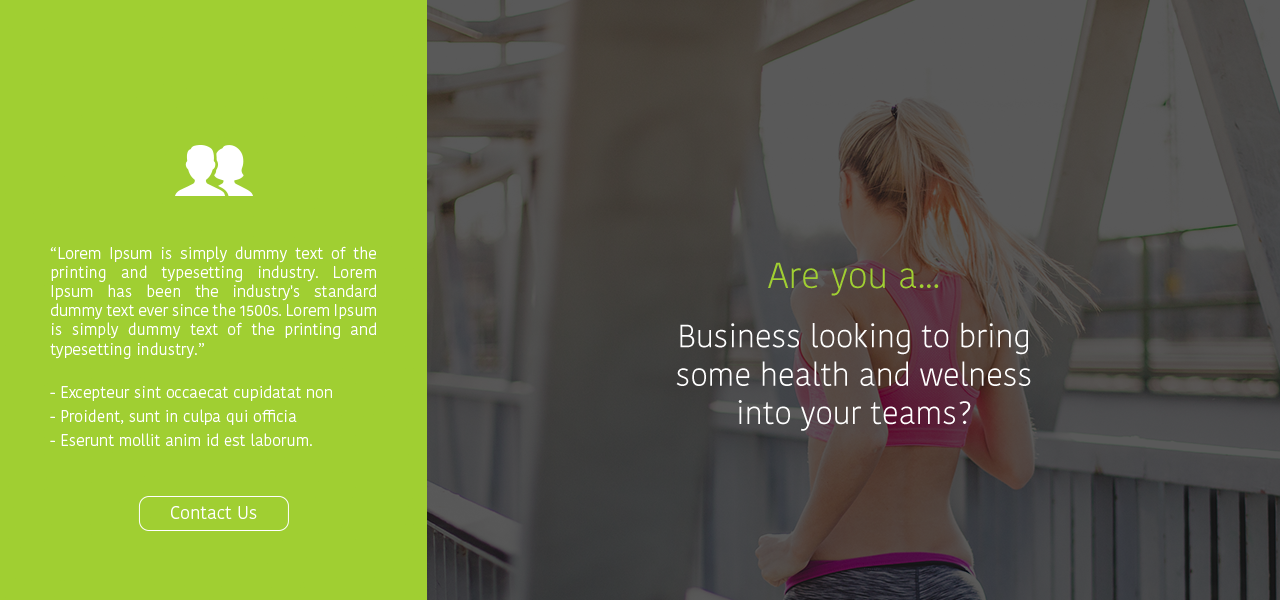 “Lorem Ipsum is simply dummy text of the
printing and typesetting industry. Lorem
Ipsum has been the industry's standard
dummy text ever since the 1500s. Lorem Ipsum
is simply dummy text of the printing and
typesetting industry.”
- Excepteur sint occaecat cupidatat non
- Proident, sunt in culpa qui officia
- Eserunt mollit anim id est laborum.
Contact Us
Are you a...
Business looking to bring
some health and welness
into your teams?